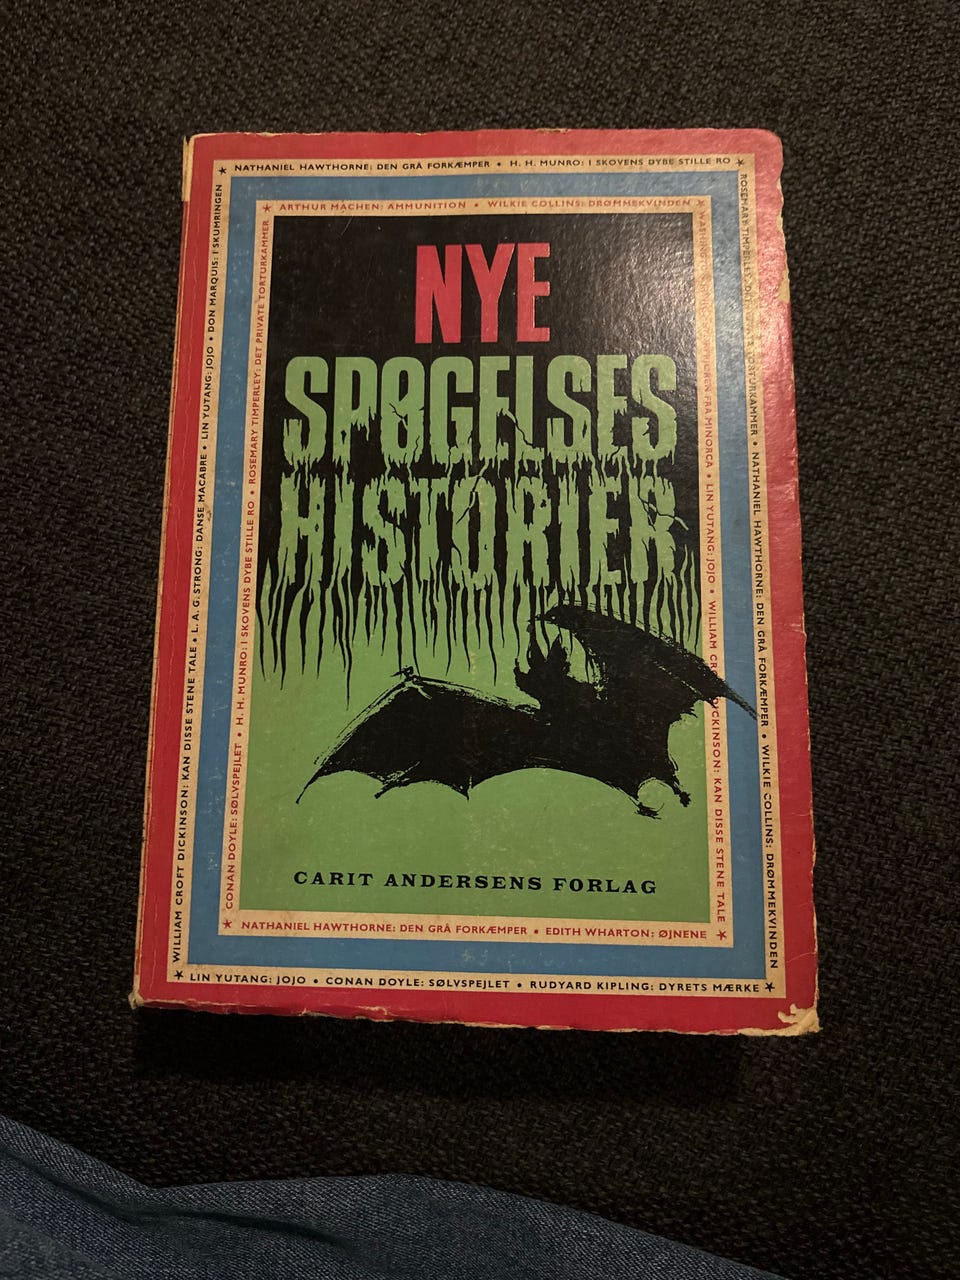 NATHANIEL HAWTHORNE: DEN GRÅ FORKÆMPER • H. H. MUNRO: I SKOVENS DYBE STILLE RO
ROSEMARY TIMPERLEY: TORTURKAMMER • NATHANIEL HAWTHORNE: DEN GRÅ FORKÆMPER • WILKIE COLLINS: DRØMMEKVINDEN
LIN YUTANG: JOJO • CONAN DOYLE: SØLVSPEJLET • RUDYARD KIPLING: DYRETS MÆRKE
WILLIAM CROFT DICKINSON: KAN DISSE STENE TALE • L. A. G. STRONG: DANSE MACABRE • LIN YUTANG: JOJO • DON MARQUIS: I SKUMRINGEN
ARTHUR MACHEN: AMMUNITION • WILKIE COLLINS: DRØMMEKVINDEN
FRA MINORCA • LIN YUTANG: JOJO • WILLIAM DICKINSON: KAN DISSE STENE TALE
NATHANIEL HAWTHORNE: DEN GRÅ FORKÆMPER • EDITH WHARTON: ØJNENE
CONAN DOYLE: SØLVSPEJLET • H. H. MUNRO: I SKOVENS DYBE STILLE RO • ROSEMARY TIMPERLEY: DET PRIVATE TORTURKAMMER
NYE
SPØGELSES
HISTORIER
CARIT ANDERSENS FORLAG